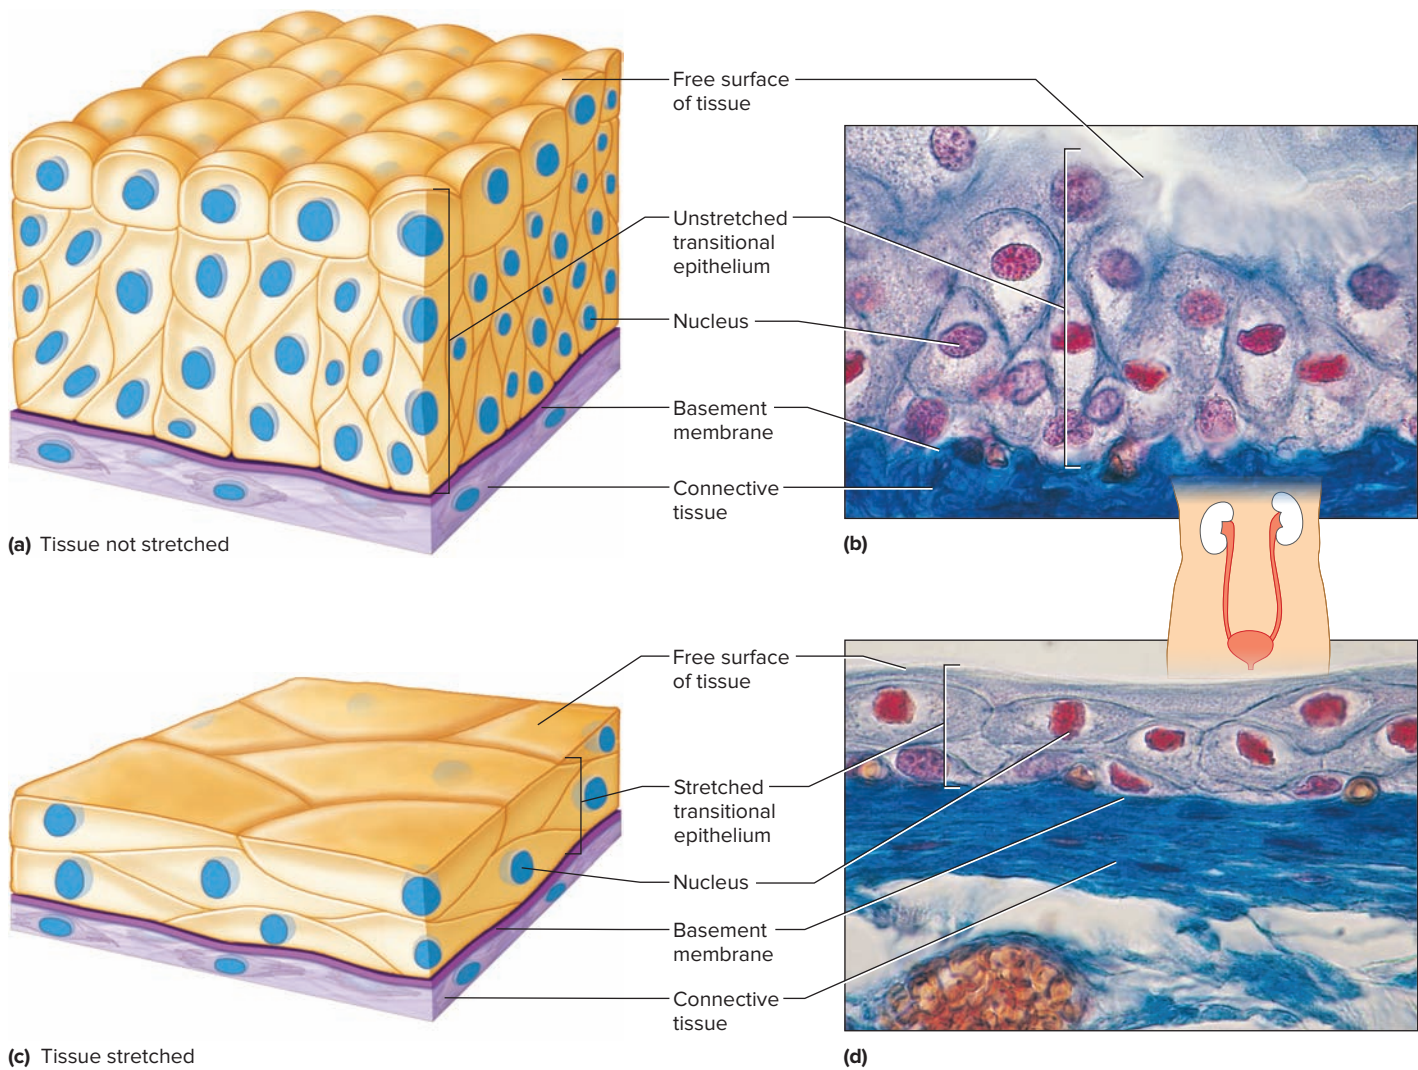 Free surface
of tissue
Unstretched
transitional
epithelium
Nucleus
Basement
membrane
Connective
tissue
(a) Tissue not stretched
(b)
Free surface
of tissue
Stretched
transitional
epithelium
Nucleus
Basement
membrane
Connective
tissue
(c) Tissue stretched
(d)